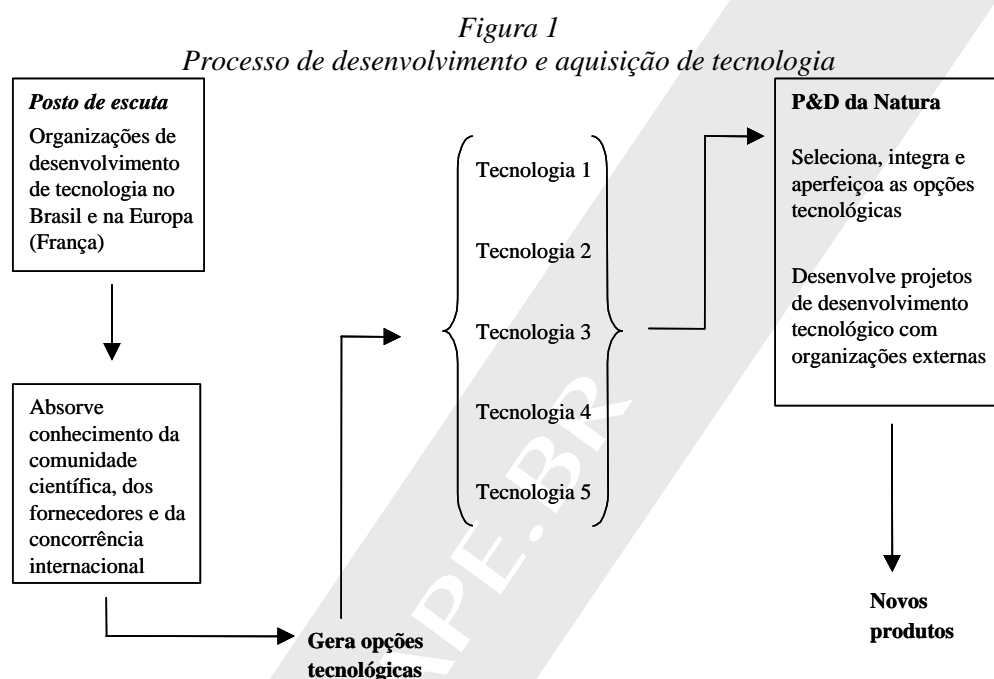 Figura 1
Processo de desenvolvimento e aquisição de tecnologia
Posto de escuta
Organizações de
desenvolvimento
de tecnologia no
Brasil e na Europa
(França)
Absorve
conhecimento da
comunidade
científica, dos
fornecedores e da
concorrência
internacional
Gera opções
tecnológicas
Tecnologia 1
Tecnologia 2
Tecnologia 3
Tecnologia 4
Tecnologia 5
P&D da Natura
Seleciona, integra e
aperfeiçoa as opções
tecnológicas
Desenvolve projetos
de desenvolvimento
tecnológico com
organizações externas
Novos
produtos
APE.BR